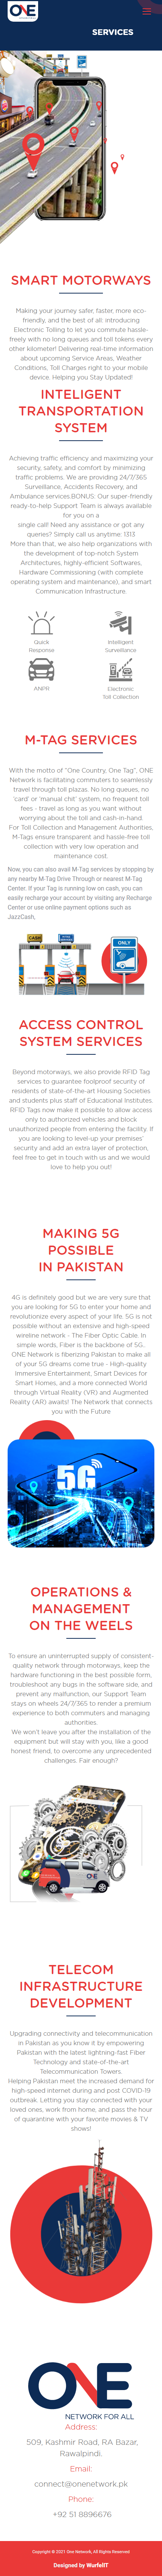 ONE
SERVICES
SMART MOTORWAYS
Making your journey safer, faster, more eco-
friendly, and the best of all: introducing
Electronic Tolling to let you commute hassle-
freely with no long queues and toll tokens every
other kilometer! Delivering real-time information
about upcoming Service Areas, Weather
Conditions, Toll Charges right to your mobile
device. Helping you Stay Updated!
INTELIGENT
TRANSPORTATION
SYSTEM
Achieving traffic efficiency and maximizing your
security, safety, and comfort by minimizing
traffic problems. We are providing 24/7/365
Surveillance, Accidents Recovery, and
Ambulance services.BONUS: Our super-friendly
ready-to-help Support Team is always available
for you on a
single call! Need any assistance or got any
queries? Simply call us anytime: 1313
More than that, we also help organizations with
the development of top-notch System
Architectures, highly-efficient Softwares,
Hardware Commissioning (with complete
operating system and maintenance), and smart
Communication Infrastructure.
Quick
Response
Intelligent
Surveillance
ANPR
Electronic
Toll Collection
M-TAG SERVICES
With the motto of "One Country, One Tag", ONE
Network is facilitating commuters to seamlessly
travel through toll plazas. No long queues, no
'card' or 'manual chit' system, no frequent toll
fees - travel as long as you want without
worrying about the toll and cash-in-hand.
For Toll Collection and Management Authorities,
M-Tags ensure transparent and hassle-free toll
collection with very low operation and
maintenance cost.
Now, you can also avail M-Tag services by stopping by
any nearby M-Tag Drive Through or nearest M-Tag
Center. If your Tag is running low on cash, you can
easily recharge your account by visiting any Recharge
Center or use online payment options such as
JazzCash,
ONLY
ACCESS CONTROL
SYSTEM SERVICES
Beyond motorways, we also provide RFID Tag
services to guarantee foolproof security of
residents of state-of-the-art Housing Societies
and students plus staff of Educational Institutes.
RFID Tags now make it possible to allow access
only to authorized vehicles and block
unauthorized people from entering the facility. If
you are looking to level-up your premises'
security and add an extra layer of protection;
feel free to get in touch with us and we would
love to help you out!
MAKING 5G
POSSIBLE
IN PAKISTAN
4G is definitely good but we are very sure that
you are looking for 5G to enter your home and
revolutionize every aspect of your life. 5G is not
possible without an extensive and high-speed
wireline network - The Fiber Optic Cable. In
simple words, Fiber is the backbone of 5G..
ONE Network is fiberizing Pakistan to make all
of your 5G dreams come true - High-quality
Immersive Entertainment, Smart Devices for
Smart Homes, and a more connected World
through Virtual Reality (VR) and Augmented
Reality (AR) awaits! The Network that connects
you with the Future
5G
OPERATIONS &
MANAGEMENT
ON THE WEELS
To ensure an uninterrupted supply of consistent-
quality network through motorways, keep the
hardware functioning in the best possible form,
troubleshoot any bugs in the software side, and
prevent any malfunction, our Support Team
stays on wheels 24/7/365 to render a premium
experience to both commuters and managing
authorities.
We won't leave you after the installation of the
equipment but will stay with you, like a good
honest friend, to overcome any unprecedented
challenges. Fair enough?
ONE
TELECOM
INFRASTRUCTURE
DEVELOPMENT
Upgrading connectivity and telecommunication
in Pakistan as you know it by empowering
Pakistan with the latest lightning-fast Fiber
Technology and state-of-the-art
Telecommunication Towers.
Helping Pakistan meet the increased demand for
high-speed internet during and post COVID-19
outbreak. Letting you stay connected with your
loved ones, work from home, and pass the hour
of quarantine with your favorite movies & TV
shows!
ONE
NETWORK FOR ALL
Address:
509, Kashmir Road, RA Bazar,
Rawalpindi.
Email:
connect@onenetwork.pk
Phone:
+92 51 8896676
Copyright © 2021 One Network, All Rights Reserved
Designed by WurfelIT